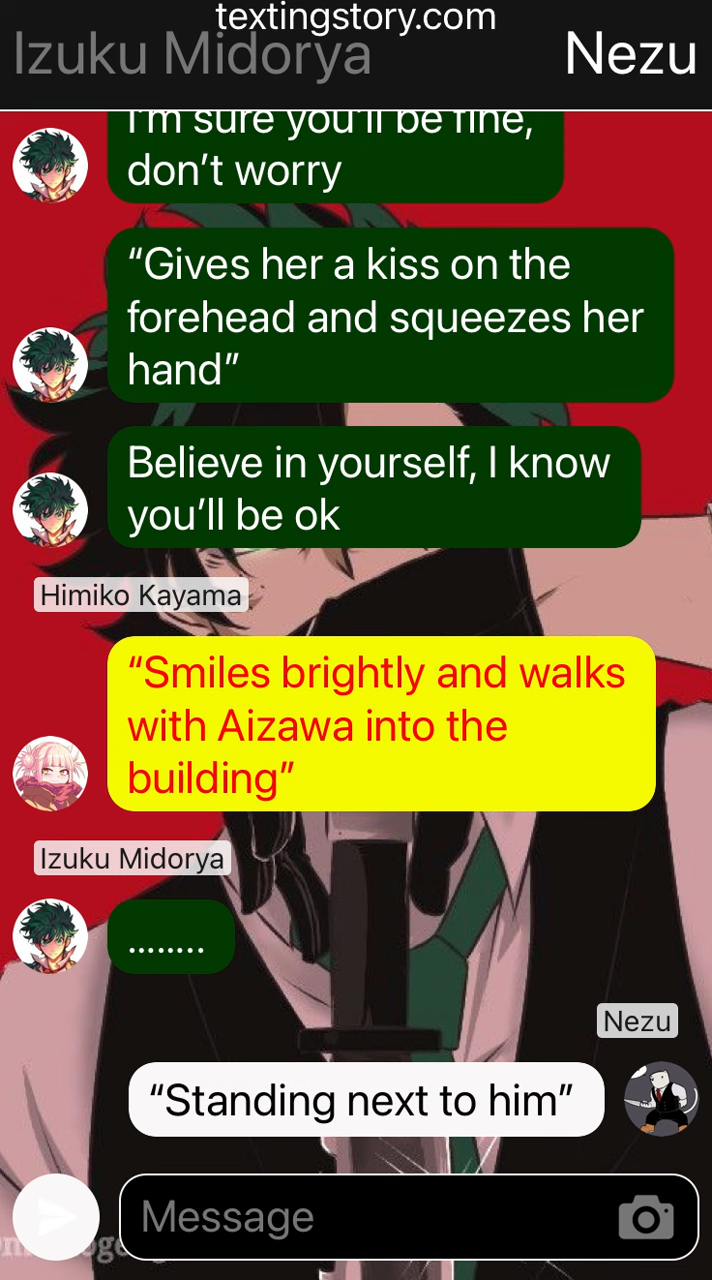 textingstory.com
Izuku Midorya Nezu
I'm sure you'll be fine,
don't worry
“Gives her a kiss on the
forehead and squeezes her
hand”
Believe in yourself, I know
you'll be ok
Himiko Kayama
“Smiles brightly and walks
with Aizawa into the
building”
Izuku Midorya
........
Nezu
“Standing next to him”
Message